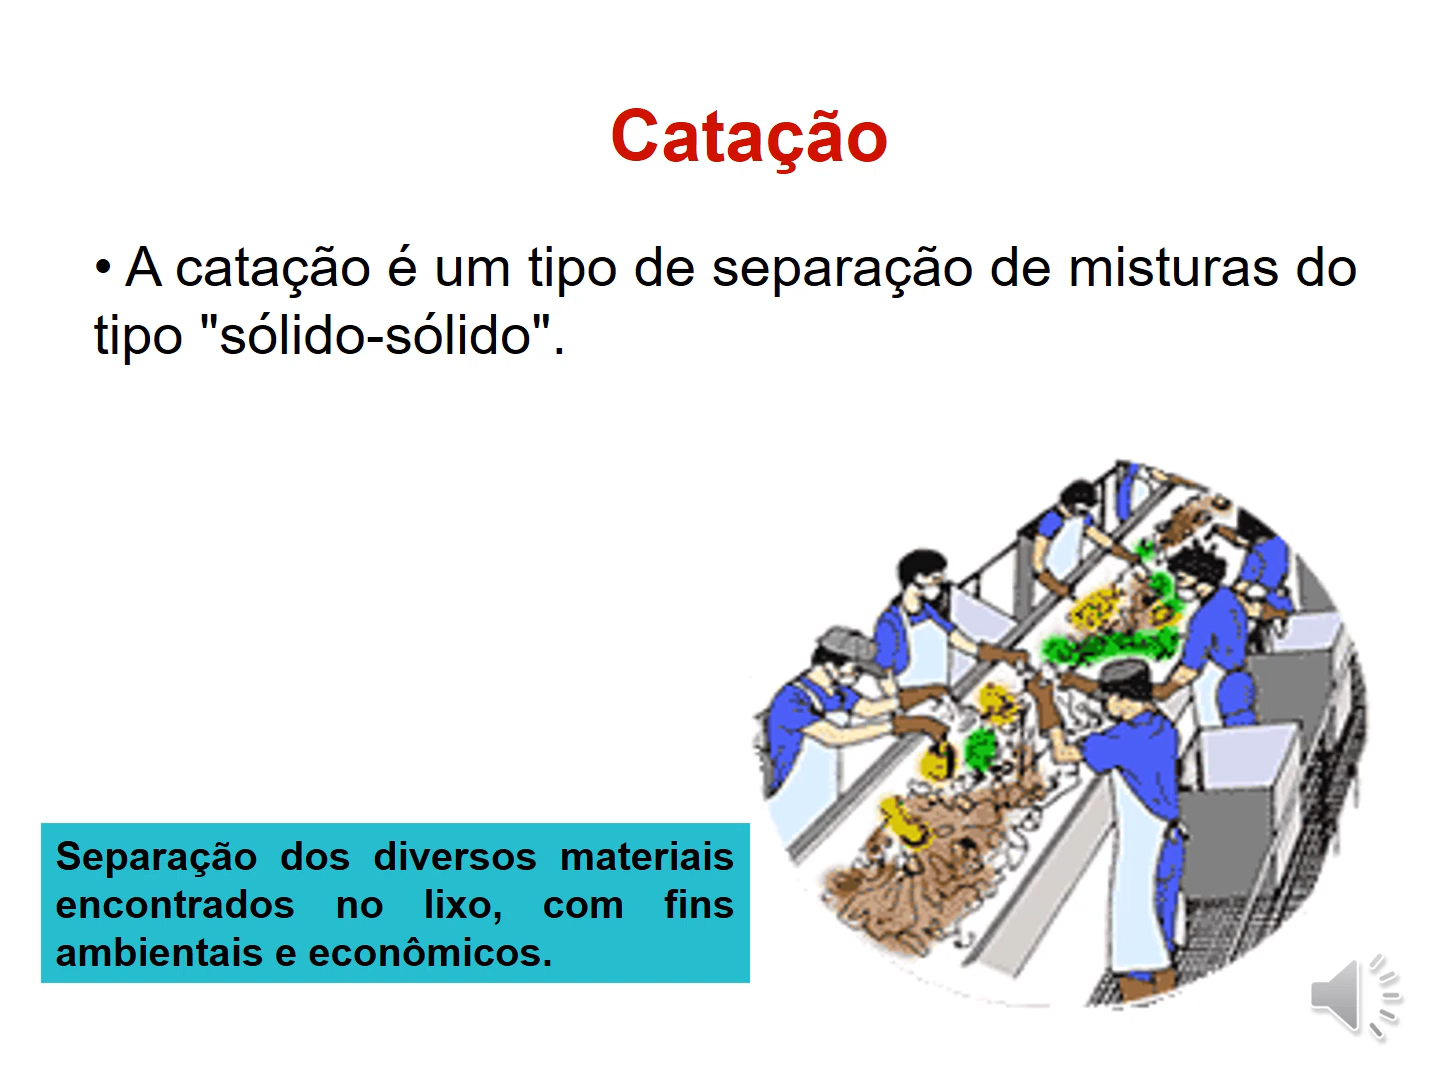 Catação
• A catação é um tipo de separação de misturas do
tipo "sólido-sólido".
Separação dos diversos materiais
encontrados no lixo, com fins
ambientais e econômicos.